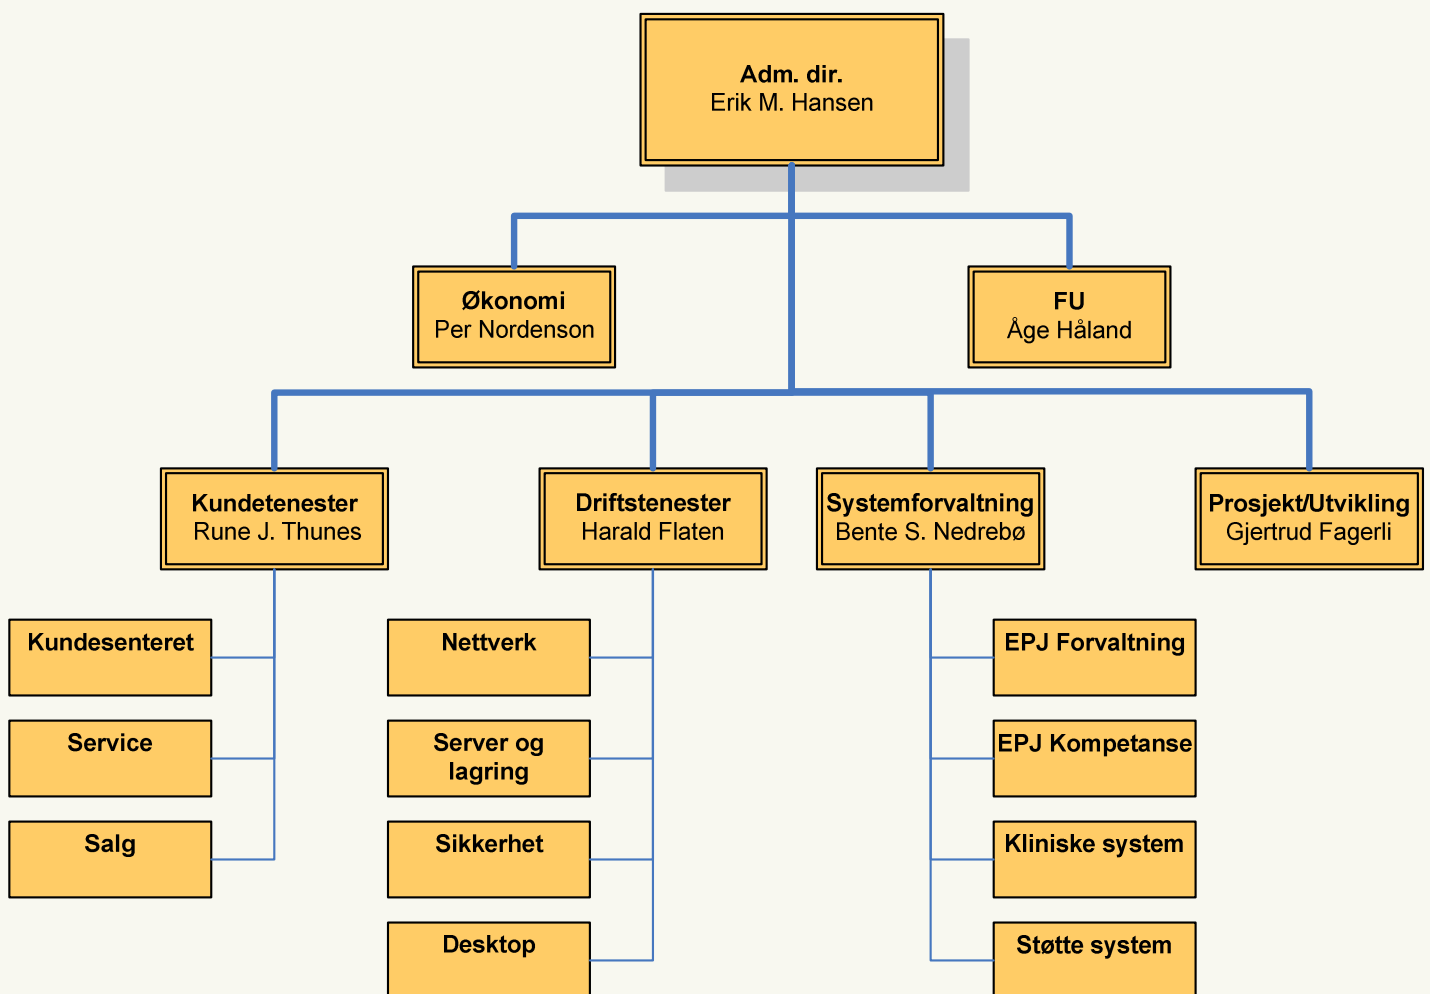 Adm. dir.
Erik M. Hansen
Økonomi
Per Nordenson
FU
Åge Håland
Kundetenester
Rune J. Thunes
Driftstenester
Harald Flaten
Systemforvaltning
Bente S. Nedrebø
Prosjekt/Utvikling
Gjertrud Fagerli
Kundesenteret
Service
Salg
Nettverk
Server og
lagring
Sikkerhet
Desktop
EPJ Forvaltning
EPJ Kompetanse
Kliniske system
Støtte system